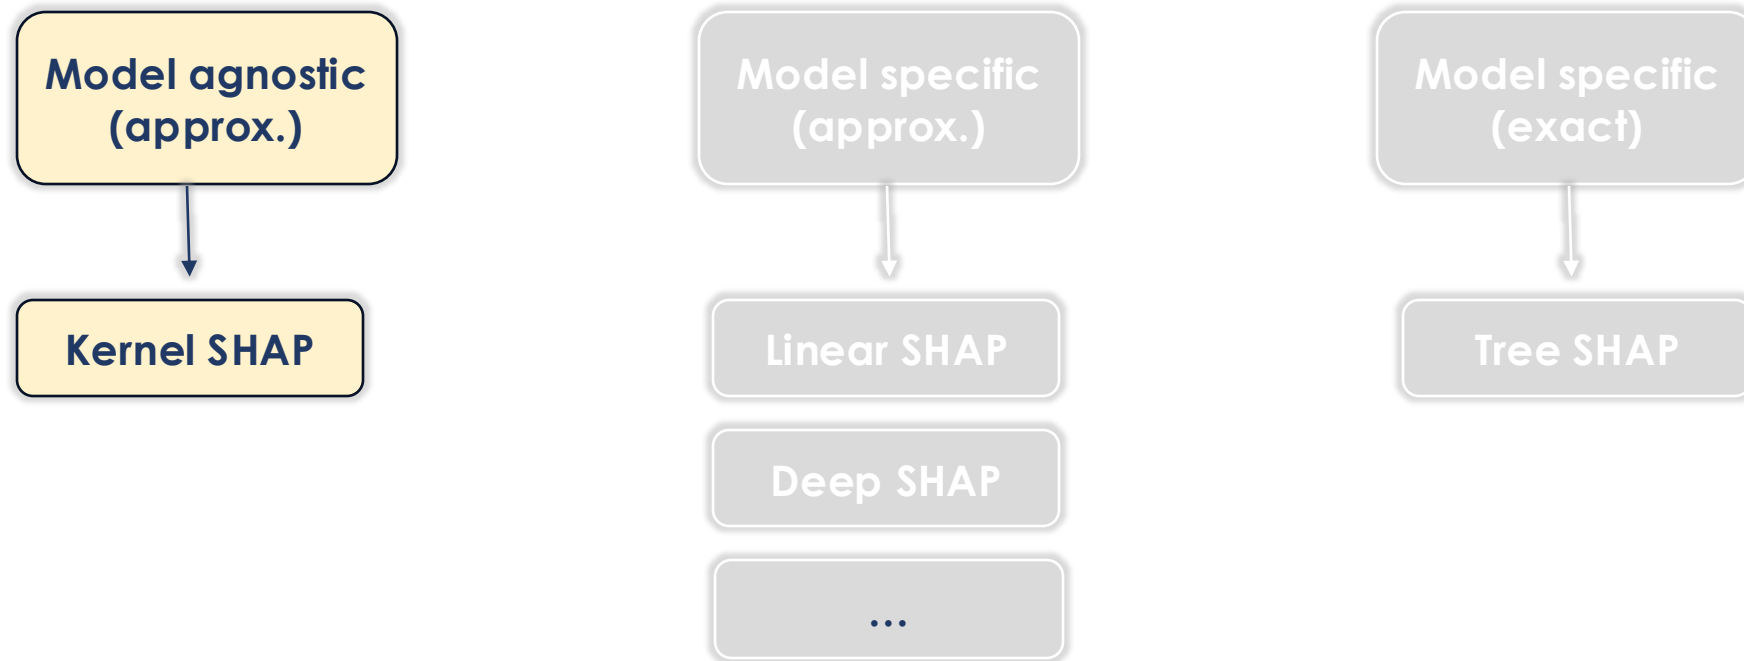 Model agnostic
(approx.)
Kernel SHAP
Model specific
(approx.)
Linear SHAP
Deep SHAP
...
Model specific
(exact)
Tree SHAP